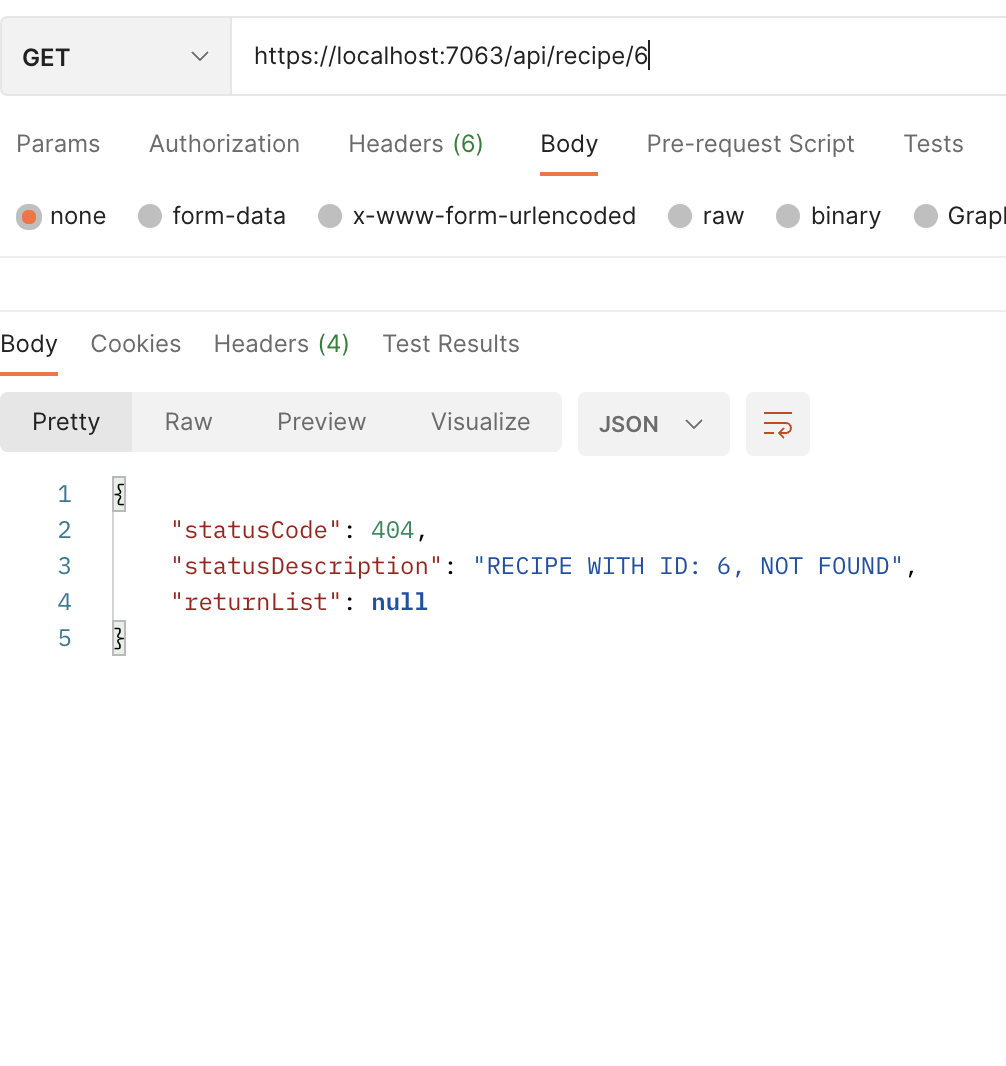 GET https://localhost:7063/api/recipe/6
Params Authorization Headers (6) Body Pre-request Script Tests
none form-data x-www-form-urlencoded raw binary Grap
Body Cookies Headers (4) Test Results
Pretty Raw Preview Visualize JSON
1 {
2 "statusCode": 404,
3 "statusDescription": "RECIPE WITH ID: 6, NOT FOUND",
4 "returnList": null
5 }